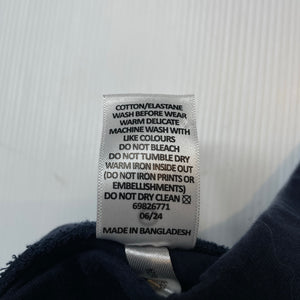 COTTON/ELASTANE
WASH BEFORE WEAR
WARM DELICATE
MACHINE WASH WITH
LIKE COLOURS
DO NOT BLEACH
DO NOT TUMBLE DRY
WARM IRON INSIDE OUT
(DO NOT IRON PRINTS OR
EMBELLISHMENTS)
DO NOT DRY CLEAN
69826771
06/24
MADE IN BANGLADESH